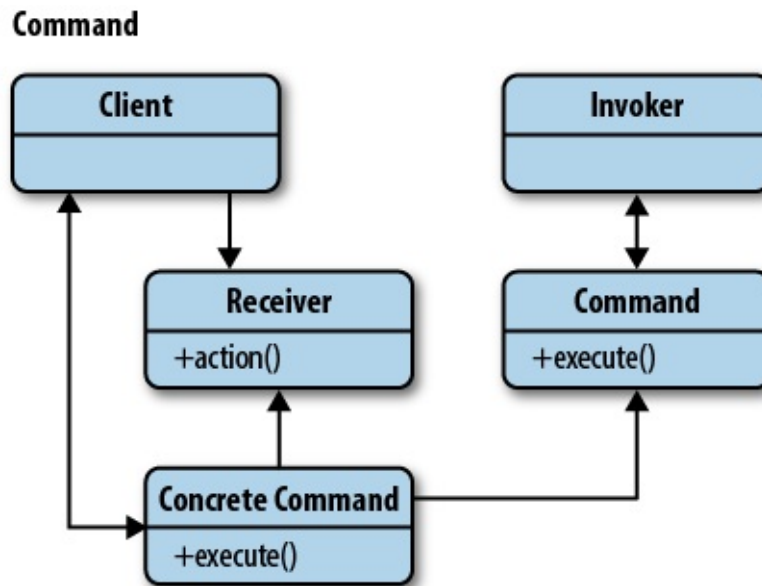 Command
Client
Invoker
Receiver
+action()
Command
+execute()
Concrete Command
+execute()